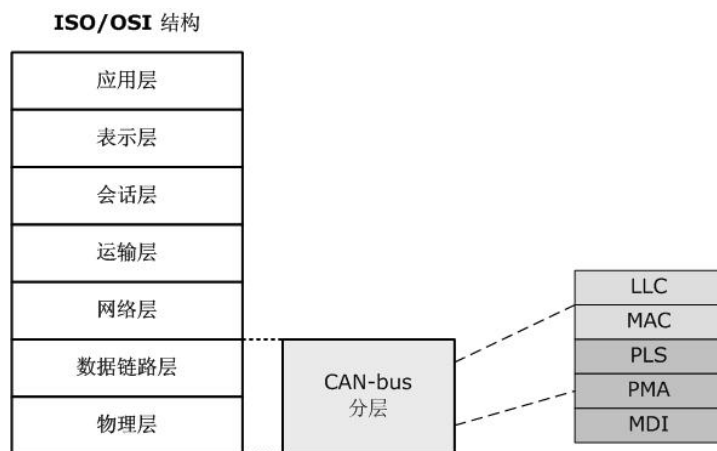 ISO/OSI 结构
应用层
表示层
会话层
运输层
网络层
数据链路层
物理层
CAN-bus
分层
LLC
MAC
PLS
PMA
MDI